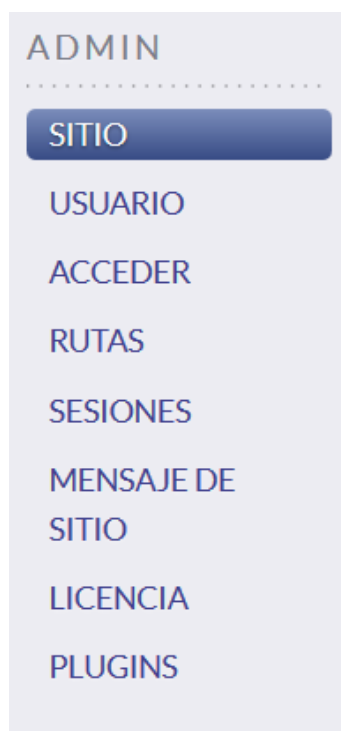 ADMIN
SITIO
USUARIO
ACCEDER
RUTAS
SESIONES
MENSAJE DE
SITIO
LICENCIA
PLUGINS